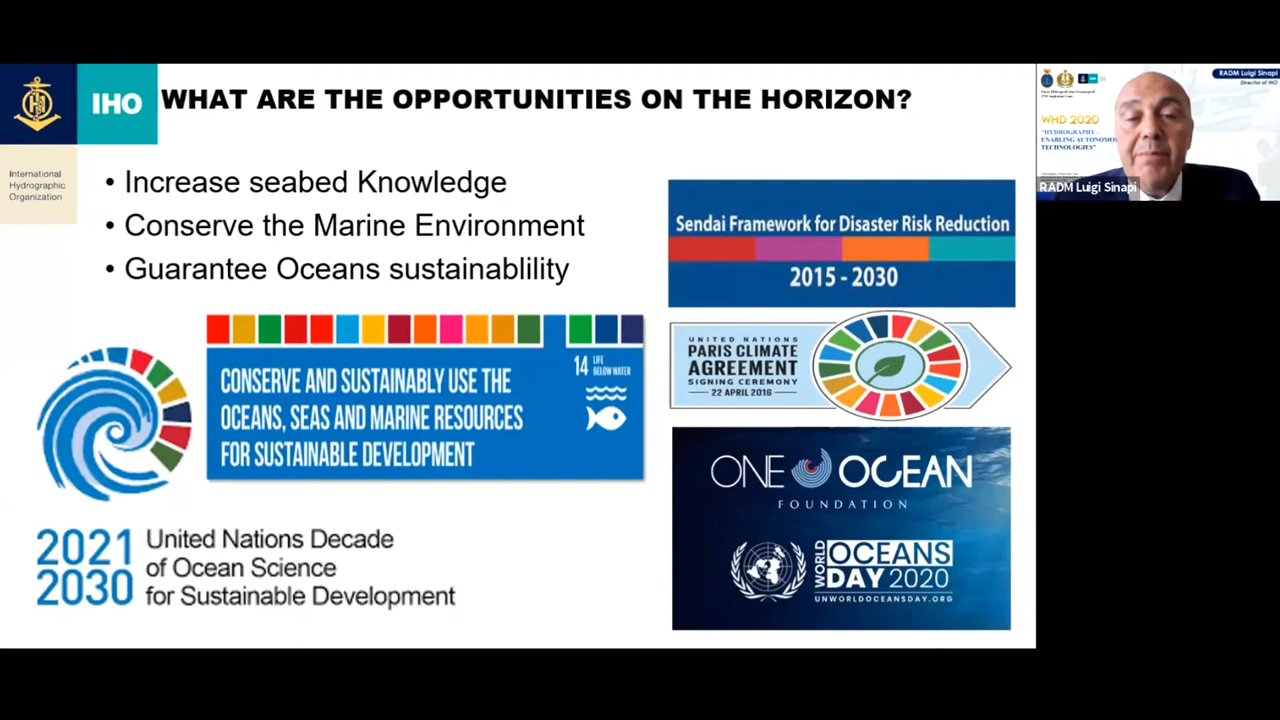 IHO
International
Hydrographic
Organization
WHAT ARE THE OPPORTUNITIES ON THE HORIZON?
• Increase seabed Knowledge
• Conserve the Marine Environment
• Guarantee Oceans sustainablility
CONSERVE AND SUSTAINABLY USE THE
OCEANS, SEAS AND MARINE RESOURCES
FOR SUSTAINABLE DEVELOPMENT
14 LIFE
BELOW WATER
2021
2030
United Nations Decade
of Ocean Science
for Sustainable Development
Sendai Framework for Disaster Risk Reduction
2015 - 2030
UNITED NATIONS
PARIS CLIMATE
AGREEMENT
SIGNING CEREMONY
22 APRIL 2016
ONE OCEAN
FOUNDATION
WORLD
OCEANS
DAY 2020
UNWORLDOCEANSDAY.ORG
RADM Luigi Sinapi
Director of IHO
WHD 2020
"HYDROGRAPHY -
ENABLING
TECHNOLOGIES"
RADM Luigi Sinapi